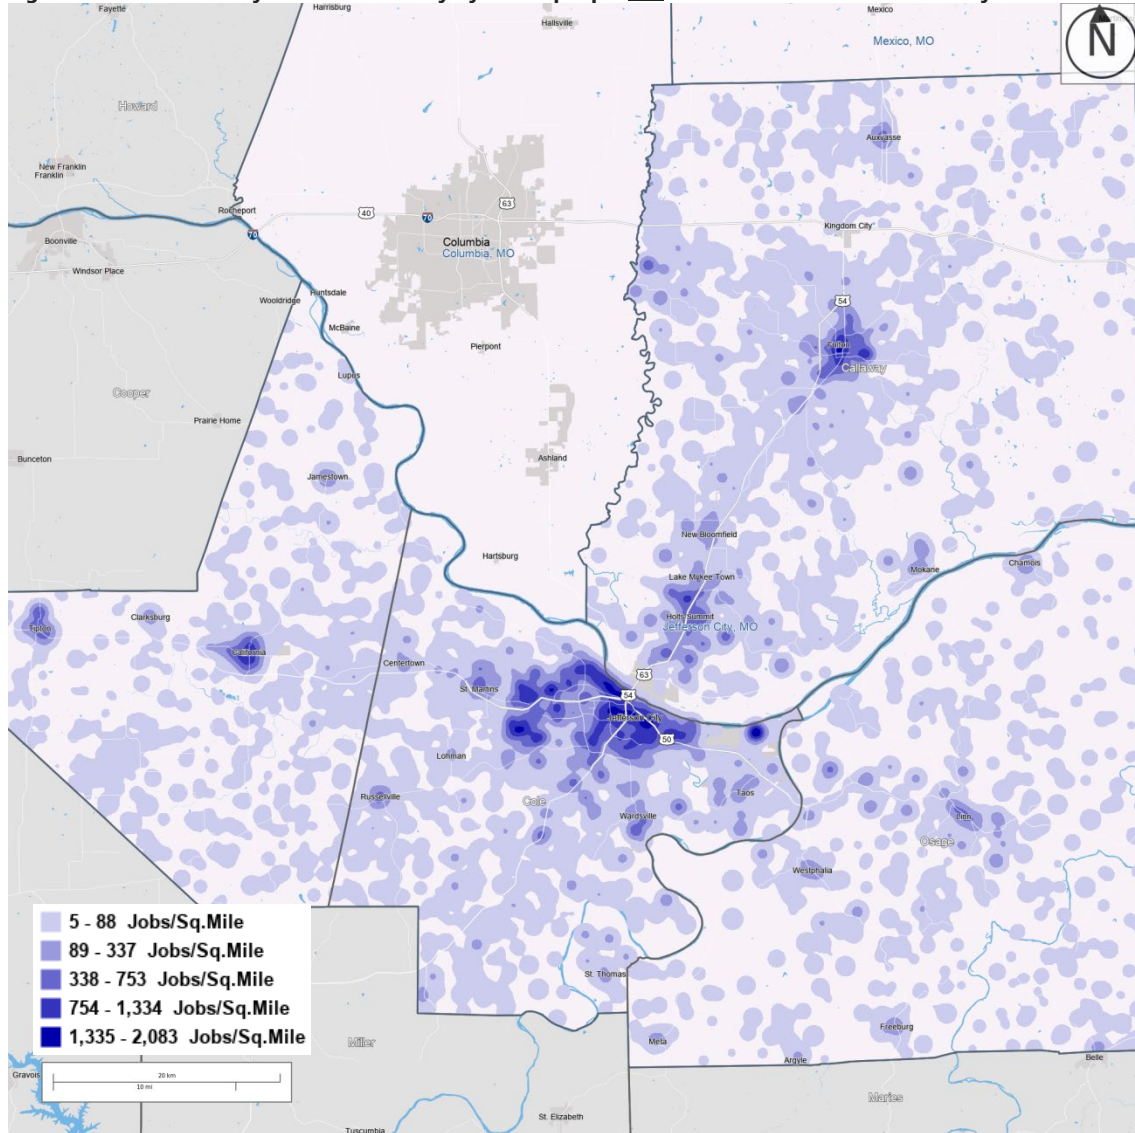 Fayette
Harrisburg
Hallsville
Mexico
Mexico, MO
N
Howard
Auxvasse
New Franklin
Franklin
Rocheport
40
70
63
Kingdom City
Boonville
70
Columbia
Columbia, MO
Windsor Place
Huntsdale
Wooldridge
54
McBaine
Pierpont
Fulton
Lupus
Callaway
Cooper
Prairie Home
Bunceton
Ashland
Jamestown
New Bloomfield
Hartsburg
Mokane
Chamois
Lake Mykee Town
Clarksburg
Holts Summit
Tipton
Jefferson City, MO
California
Centertown
63
St. Martins
54
Jefferson City
50
Lohman
Russellville
Taos
Cole
Wardsville
Linn
Osage
Westphalia
5 - 88 Jobs/Sq.Mile
89 - 337 Jobs/Sq.Mile
338 - 753 Jobs/Sq.Mile
754 - 1,334 Jobs/Sq.Mile
1,335 - 2,083 Jobs/Sq.Mile
St. Thomas
Freeburg
Miller
Meta
Argyle
Belle
Gravois
20 km
10 mi
Maries
St. Elizabeth
Tuscumbia